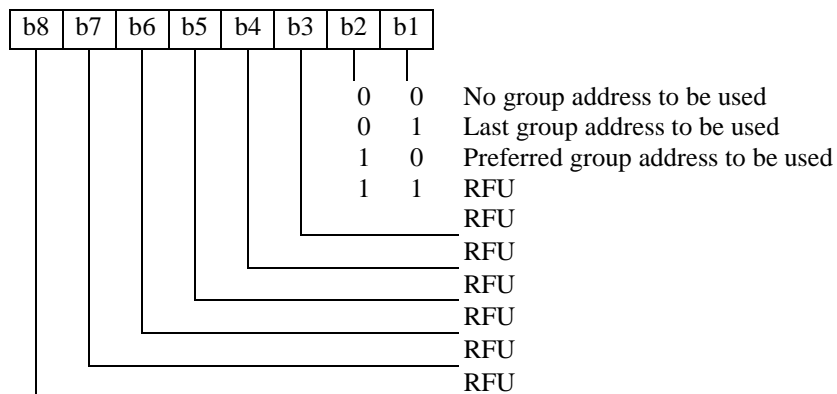 b8 b7 b6 b5 b4 b3 b2 b1
0 0 No group address to be used
0 1 Last group address to be used
1 0 Preferred group address to be used
1 1 RFU
RFU
RFU
RFU
RFU
RFU
RFU